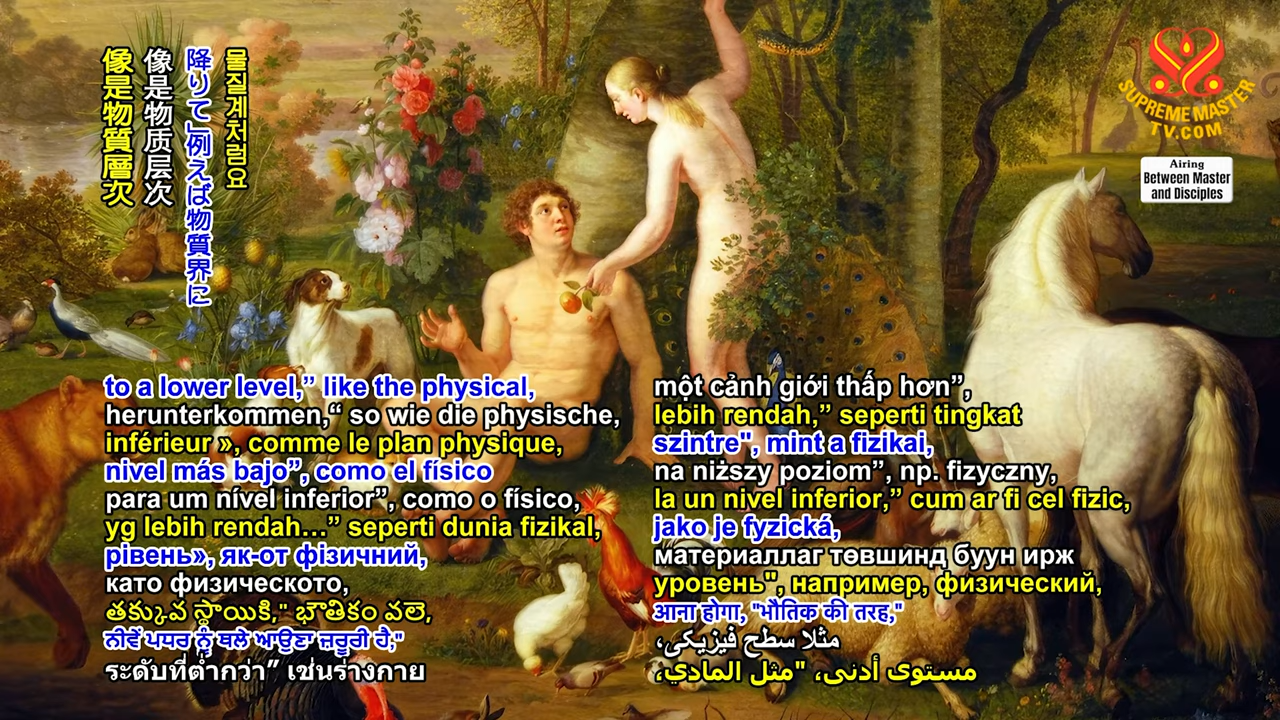 물질계처럼요
降りて」例えば物質界に
像是物质层次
像是物質層次
SUPREME MASTER
TV.COM
Airing
Between Master
and Disciples
to a lower level,” like the physical,
herunterkommen,“ so wie die physische,
inférieur », comme le plan physique,
nivel más bajo”, como el físico
para um nível inferior”, como o físico,
yg lebih rendah…” seperti dunia fizikal,
рівень», як-от фізичний,
като физическото,
తక్కువ స్థాయికి," భౌతికం వలె,
ਨੀਵੇਂ ਪਧਰ ਨੂੰ ਥਲੇ ਆਉਣਾ ਜ਼ਰੂਰੀ ਹੈ,"
ระดับที่ต่ำกว่า” เช่นร่างกาย
một cảnh giới thấp hơn”,
lebih rendah,” seperti tingkat
szintre", mint a fizikai,
na niższy poziom”, np. fizyczny,
la un nivel inferior,” cum ar fi cel fizic,
jako je fyzická,
материаллаг төвшинд буун ирж
уровень", например, физический,
आना होगा, "भौतिक की तरह,"
مثلا سطح فیزیکی،
مستوى أدنى، "مثل المادي،